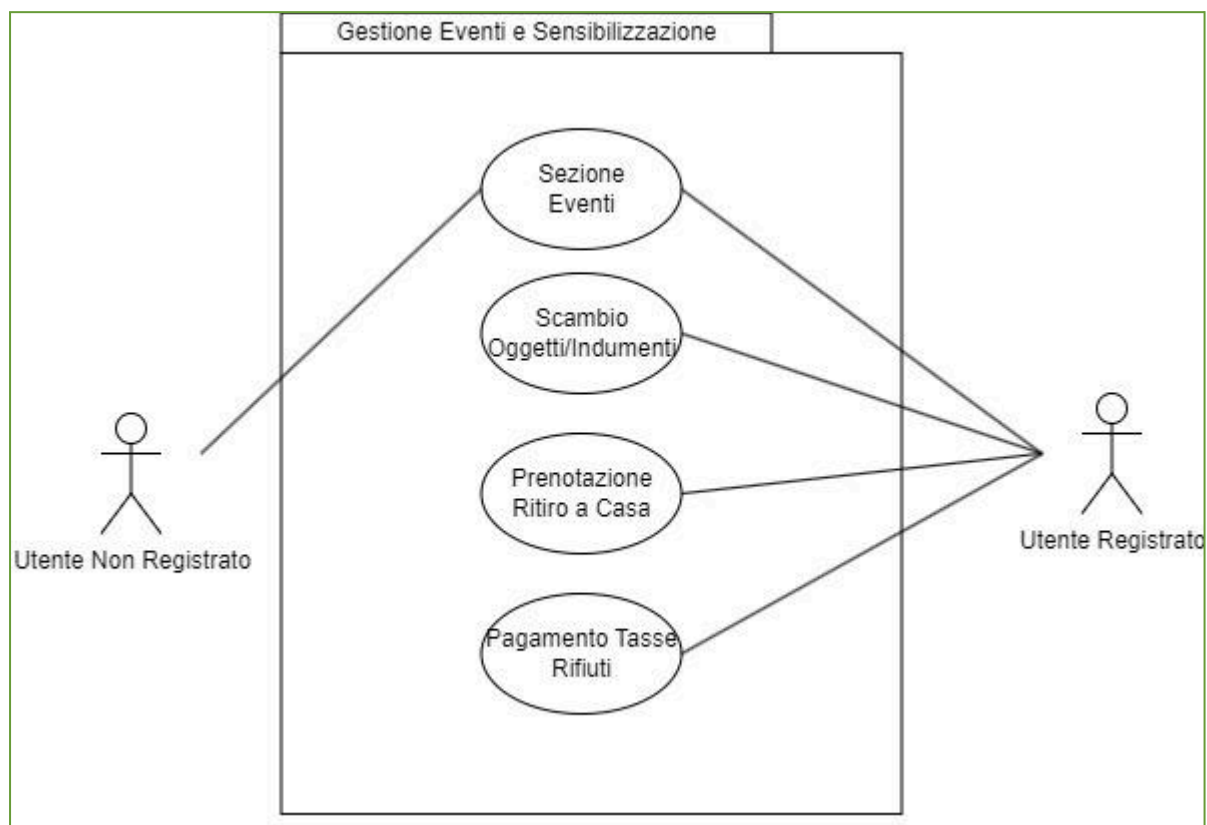 Gestione Eventi e Sensibilizzazione
Sezione
Eventi
Scambio
Oggetti/Indumenti
Prenotazione
Ritiro a Casa
Pagamento Tasse
Rifiuti
Utente Non Registrato
Utente Registrato